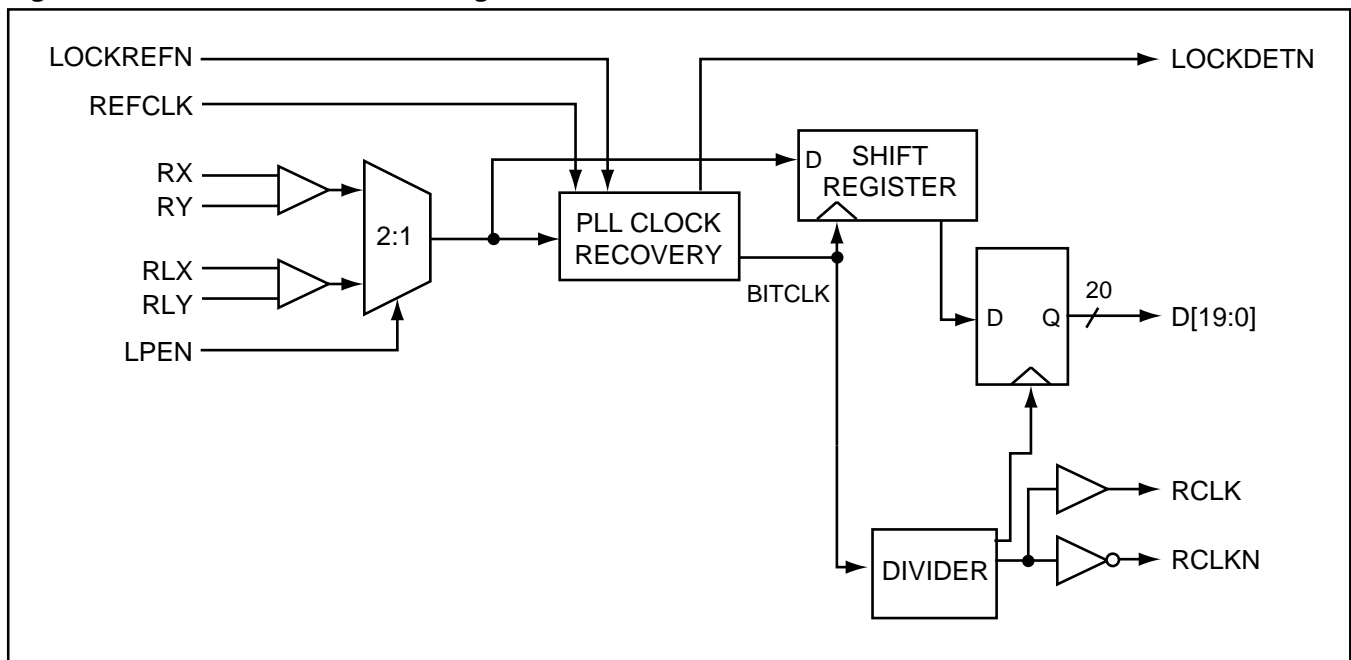 LOCKREFN
LOCKDETN
REFCLK
D
SHIFT
REGISTER
RX
RY
2:1
PLL CLOCK
RECOVERY
RLX
RLY
BITCLK
20
D
Q
D[19:0]
LPEN
RCLK
DIVIDER
RCLKN